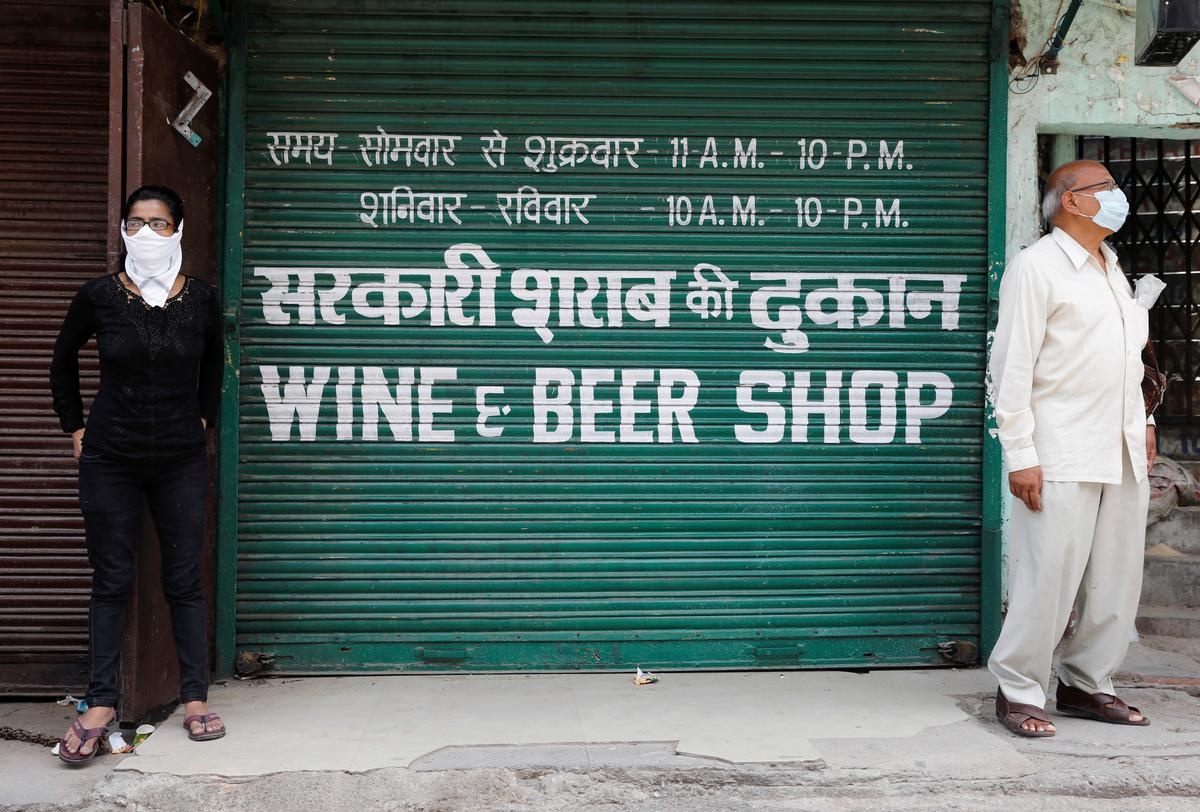 समय - सोमवार से शुक्रवार - 11 A.M. - 10 - P.M.
शनिवार - रविवार - 10 A.M. - 10 - P.M.
सरकारी शराब की दुकान
WINE & BEER SHOP